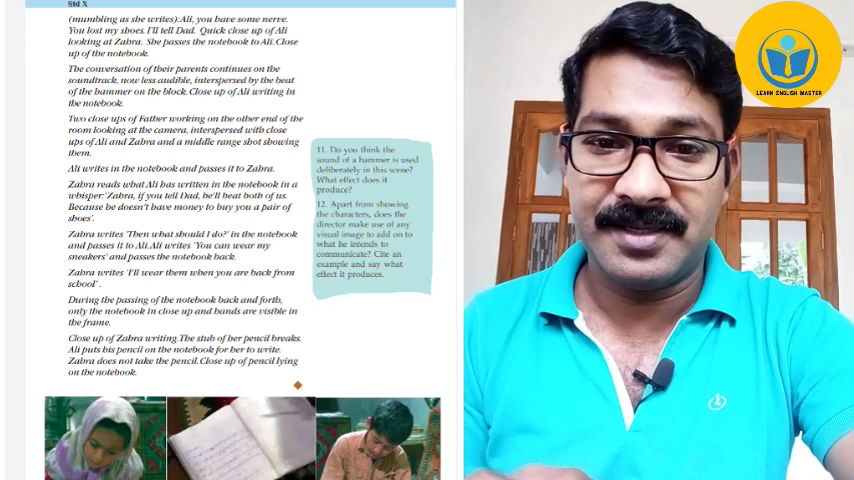 Std X
(mumbling as she writes):Ali, you have some nerve.
You lost my shoes. I'll tell Dad. Quick close up of Ali
looking at Zahra. She passes the notebook to Ali. Close
up of the notebook.
The conversation of their parents continues on the
soundtrack, now less audible, interspersed by the beat
of the hammer on the block. Close up of Ali writing in
the notebook.
Two close ups of Father working on the other end of the
room looking at the camera, interspersed with close
ups of Ali and Zahra and a middle range shot showing
them.
Ali writes in the notebook and passes it to Zahra.
Zahra reads what Ali has written in the notebook in a
whisper:'Zahra, if you tell Dad, he'll beat both of us.
Because he doesn't have money to buy you a pair of
shoes'.
Zahra writes 'Then what should I do?' in the notebook
and passes it to Ali. Ali writes 'You can wear my
sneakers' and passes the notebook back.
Zahra writes 'I'll wear them when you are back from
school' .
During the passing of the notebook back and forth,
only the notebook in close up and hands are visible in
the frame.
Close up of Zahra writing. The stub of her pencil breaks.
Ali puts his pencil on the notebook for her to write.
Zahra does not take the pencil. Close up of pencil lying
on the notebook.
11. Do you think the
sound of a hammer is used
deliberately in this scene?
What effect does it
produce?
12. Apart from showing
the characters, does the
director make use of any
visual image to add on to
what he intends to
communicate? Cite an
example and say what
effect it produces.
LEARN ENGLISH MASTER